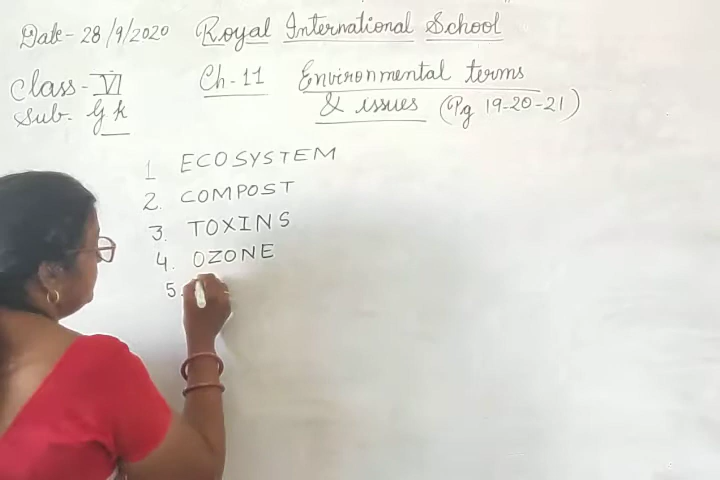 Date- 28/9/2020 Royal International School
Class- VI Ch-11 Environmental terms
Sub. G k & issues (Pg 19-20-21)
1 ECOSYSTEM
2. COMPOST
3. TOXINS
4. OZONE
5.